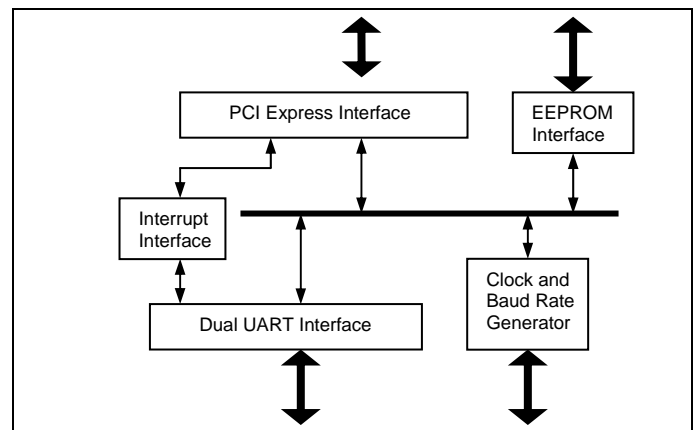 PCI Express Interface
EEPROM
Interface
Interrupt
Interface
Clock and
Baud Rate
Generator
Dual UART Interface